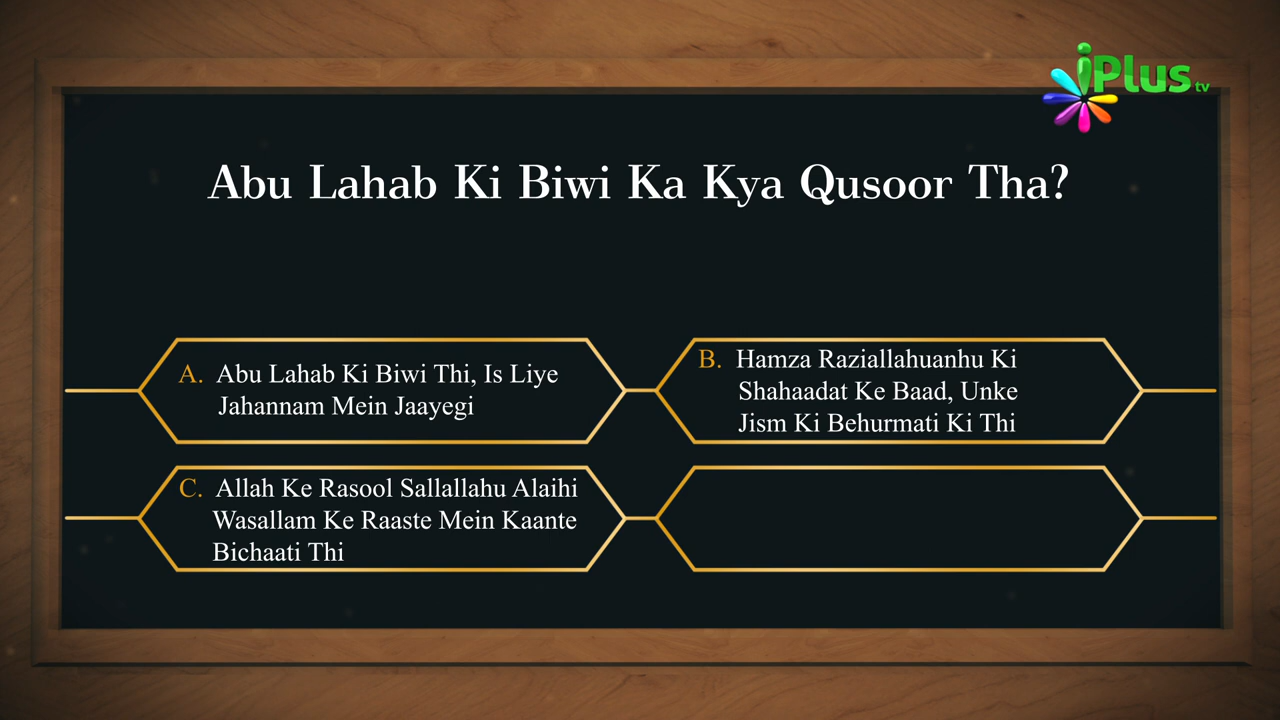 iPlus tv
Abu Lahab Ki Biwi Ka Kya Qusoor Tha?
A. Abu Lahab Ki Biwi Thi, Is Liye
Jahannam Mein Jaayegi
B. Hamza Raziallahuanhu Ki
Shahaadat Ke Baad, Unke
Jism Ki Behurmati Ki Thi
C. Allah Ke Rasool Sallallahu Alaihi
Wasallam Ke Raaste Mein Kaante
Bichaati Thi